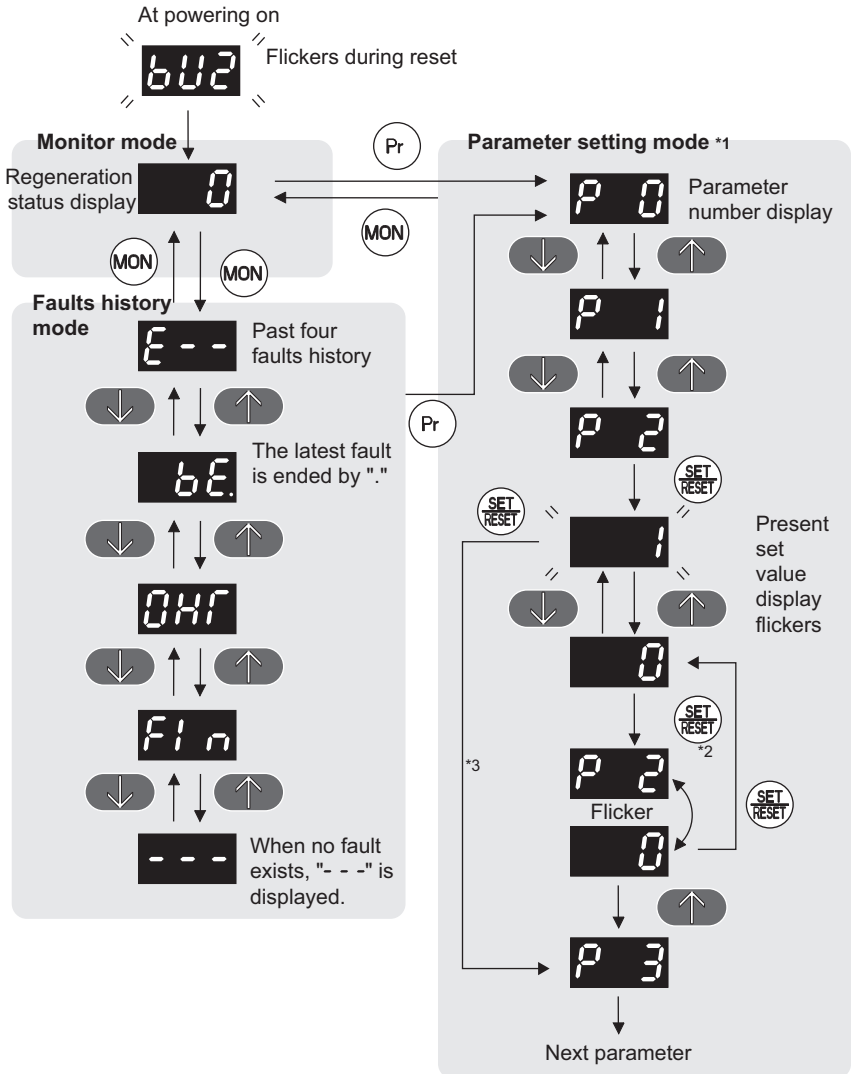 At powering on
bU2
Flickers during reset
Monitor mode
Regeneration
status display
0
Pr
MON
MON
MON
Faults history
mode
E--
Past four
faults history
Pr
bE.
The latest fault
is ended by "."
OHT
FIn
- - -
When no fault
exists, "- - -" is
displayed.
Parameter setting mode *1
P 0
Parameter
number display
P 1
P 2
SET
RESET
SET
RESET
1
Present
set
value
display
flickers
0
SET
RESET
*2
*3
P 2
Flicker
0
SET
RESET
P 3
Next parameter